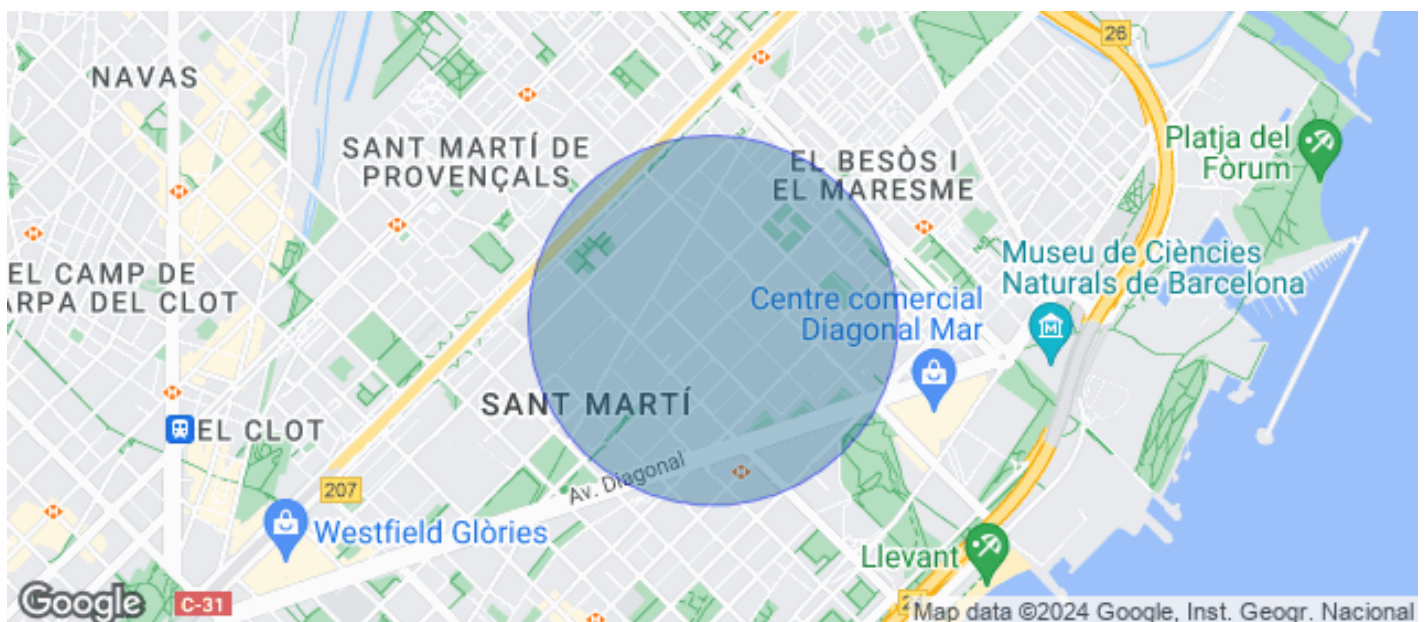 26
NAVAS
SANT MARTÍ DE
PROVENÇALS
EL BESÒS I
EL MARESME
Platja del
Fòrum
EL CAMP DE
ARPA DEL CLOT
Museu de Ciències
Naturals de Barcelona
Centre comercial
Diagonal Mar
SANT MARTÍ
EL CLOT
Av. Diagonal
207
Westfield Glòries
Llevant
Google
C-31
Map data ©2024 Google, Inst. Geogr. Nacional